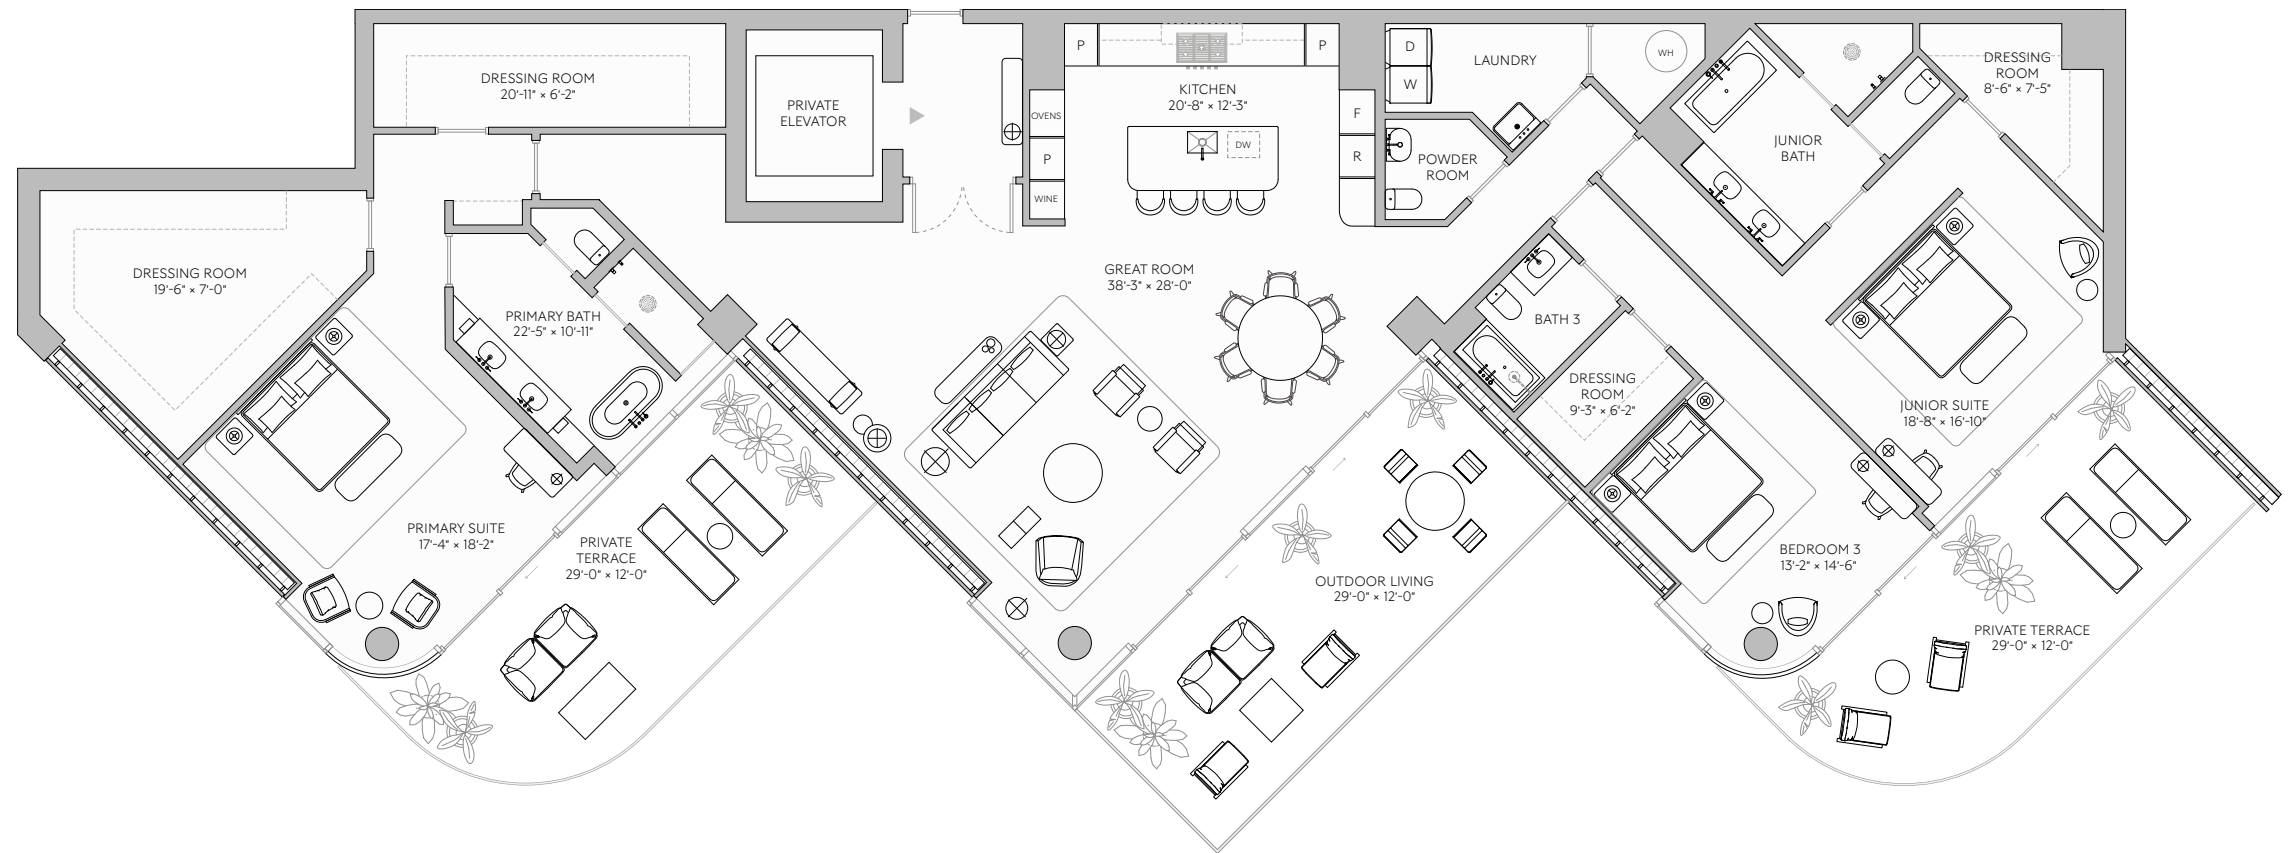 DRESSING ROOM
20'-11" × 6'-2"
PRIVATE
ELEVATOR
P
P
KITCHEN
20'-8" × 12'-3"
OVENS
P
WINE
DW
F
R
D
W
LAUNDRY
WH
POWDER
ROOM
JUNIOR
BATH
DRESSING
ROOM
8'-6" × 7'-5"
DRESSING ROOM
19'-6" × 7'-0"
PRIMARY BATH
22'-5" × 10'-11"
GREAT ROOM
38'-3" × 28'-0"
BATH 3
DRESSING
ROOM
9'-3" × 6'-2"
JUNIOR SUITE
18'-8" × 16'-10"
PRIMARY SUITE
17'-4" × 18'-2"
PRIVATE
TERRACE
29'-0" × 12'-0"
OUTDOOR LIVING
29'-0" × 12'-0"
BEDROOM 3
13'-2" × 14'-6"
PRIVATE TERRACE
29'-0" × 12'-0"